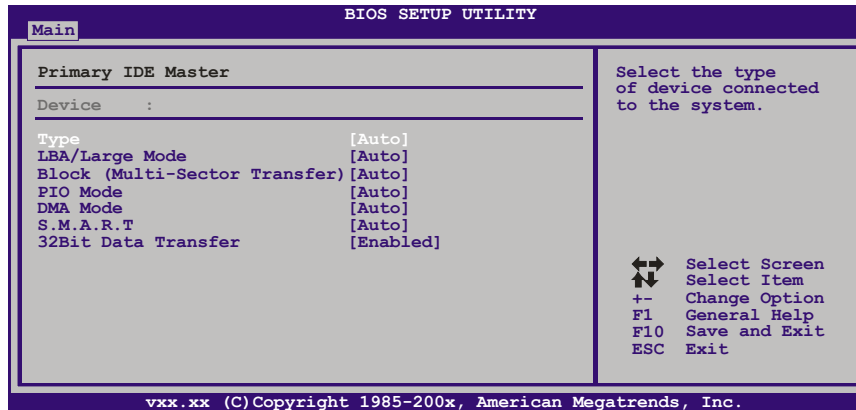 BIOS SETUP UTILITY
Main
Primary IDE Master
Device :
Type [Auto]
LBA/Large Mode [Auto]
Block (Multi-Sector Transfer)[Auto]
PIO Mode [Auto]
DMA Mode [Auto]
S.M.A.R.T [Auto]
32Bit Data Transfer [Enabled]
Select the type
of device connected
to the system.
Select Screen
Select Item
+- Change Option
F1 General Help
F10 Save and Exit
ESC Exit
vxx.xx (C)Copyright 1985-200x, American Megatrends, Inc.